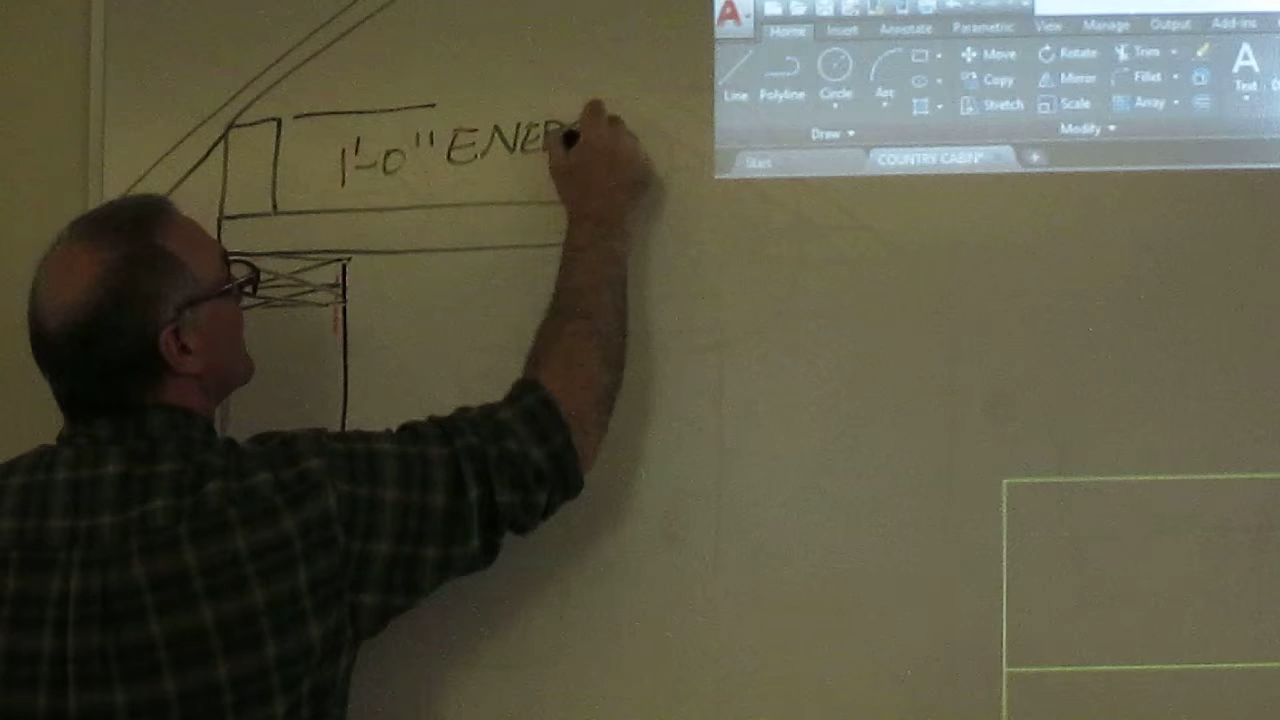 1'-0" ENER
A
Home Insert Annotate Parametric View Manage Output Add-ins
Line Polyline Circle Arc
Move Rotate Trim
Copy Mirror Fillet
Stretch Scale Array
Text
Draw Modify
Start COUNTRY CABIN*